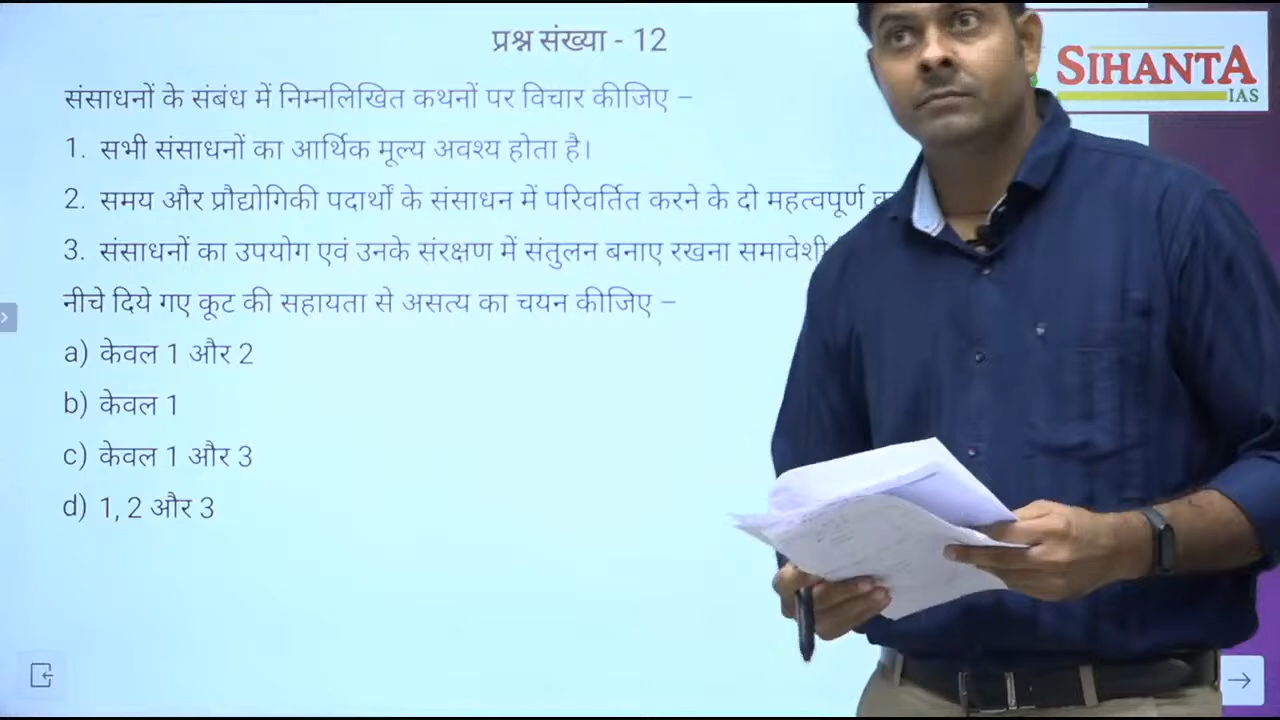 प्रश्न संख्या - 12
SIHANTA
IAS
संसाधनों के संबंध में निम्नलिखित कथनों पर विचार कीजिए –
1. सभी संसाधनों का आर्थिक मूल्य अवश्य होता है।
2. समय और प्रौद्योगिकी पदार्थों के संसाधन में परिवर्तित करने के दो महत्वपूर्ण
3. संसाधनों का उपयोग एवं उनके संरक्षण में संतुलन बनाए रखना समावेशी
नीचे दिये गए कूट की सहायता से असत्य का चयन कीजिए –
a) केवल 1 और 2
b) केवल 1
c) केवल 1 और 3
d) 1, 2 और 3